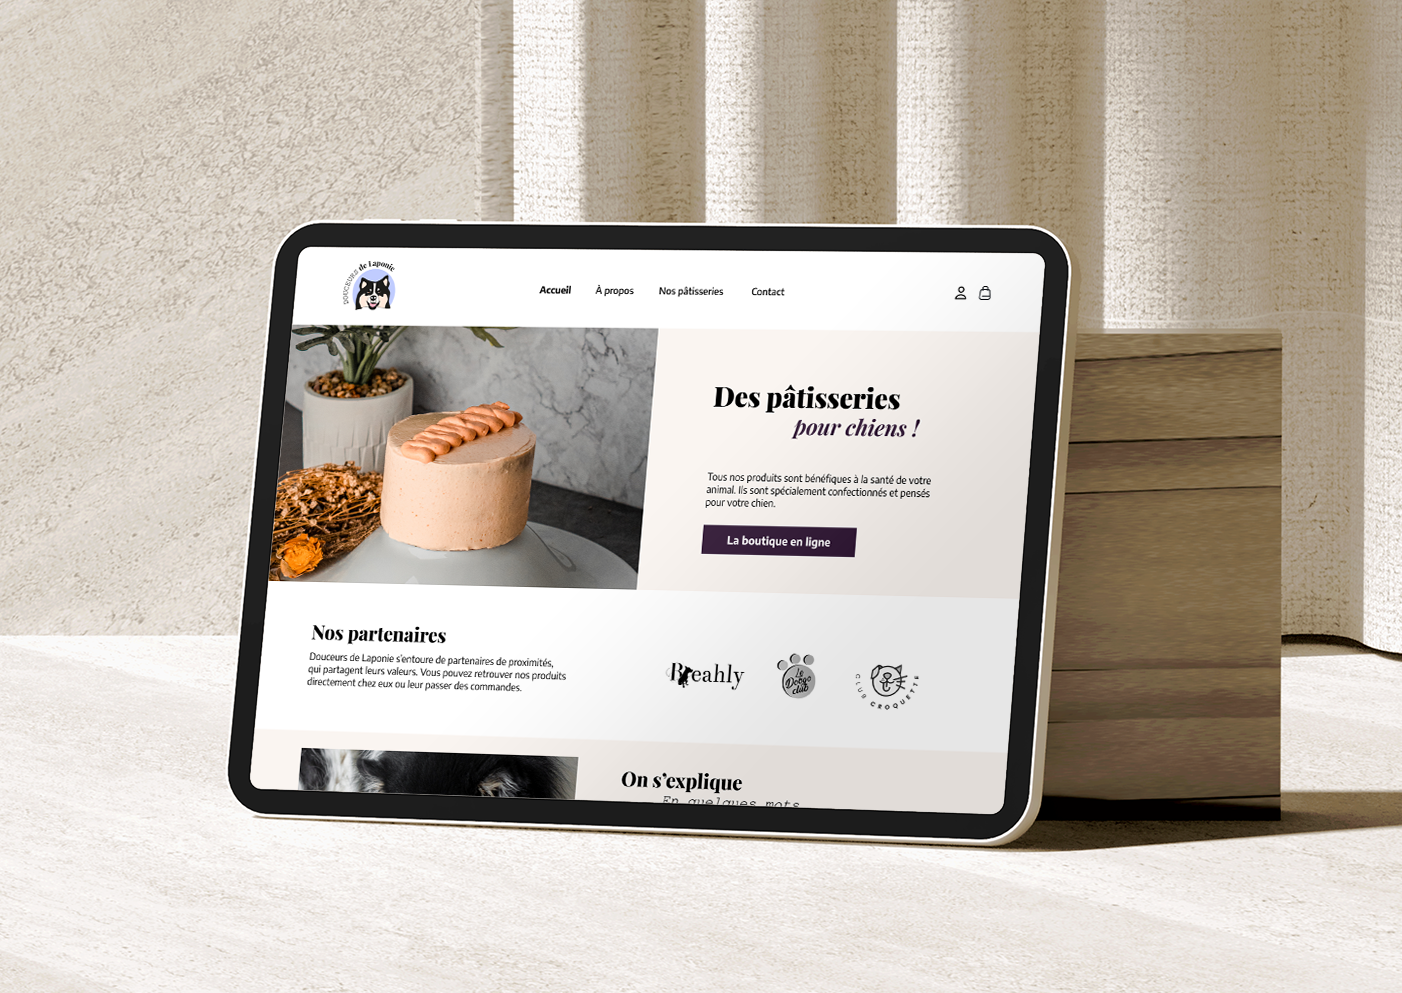 DOUCEURS de Laponie
Accueil
À propos
Nos pâtisseries
Contact
Des pâtisseries
pour chiens !
Tous nos produits sont bénéfiques à la santé de votre
animal. Ils sont spécialement confectionnés et pensés
pour votre chien.
La boutique en ligne
Nos partenaires
Douceurs de Laponie s'entoure de partenaires de proximités,
qui partagent leurs valeurs. Vous pouvez retrouver nos produits
directement chez eux ou leur passer des commandes.
Breahly
Le
Doogo
club
CLUB CROQUETTE
On s'explique
En quelques mots